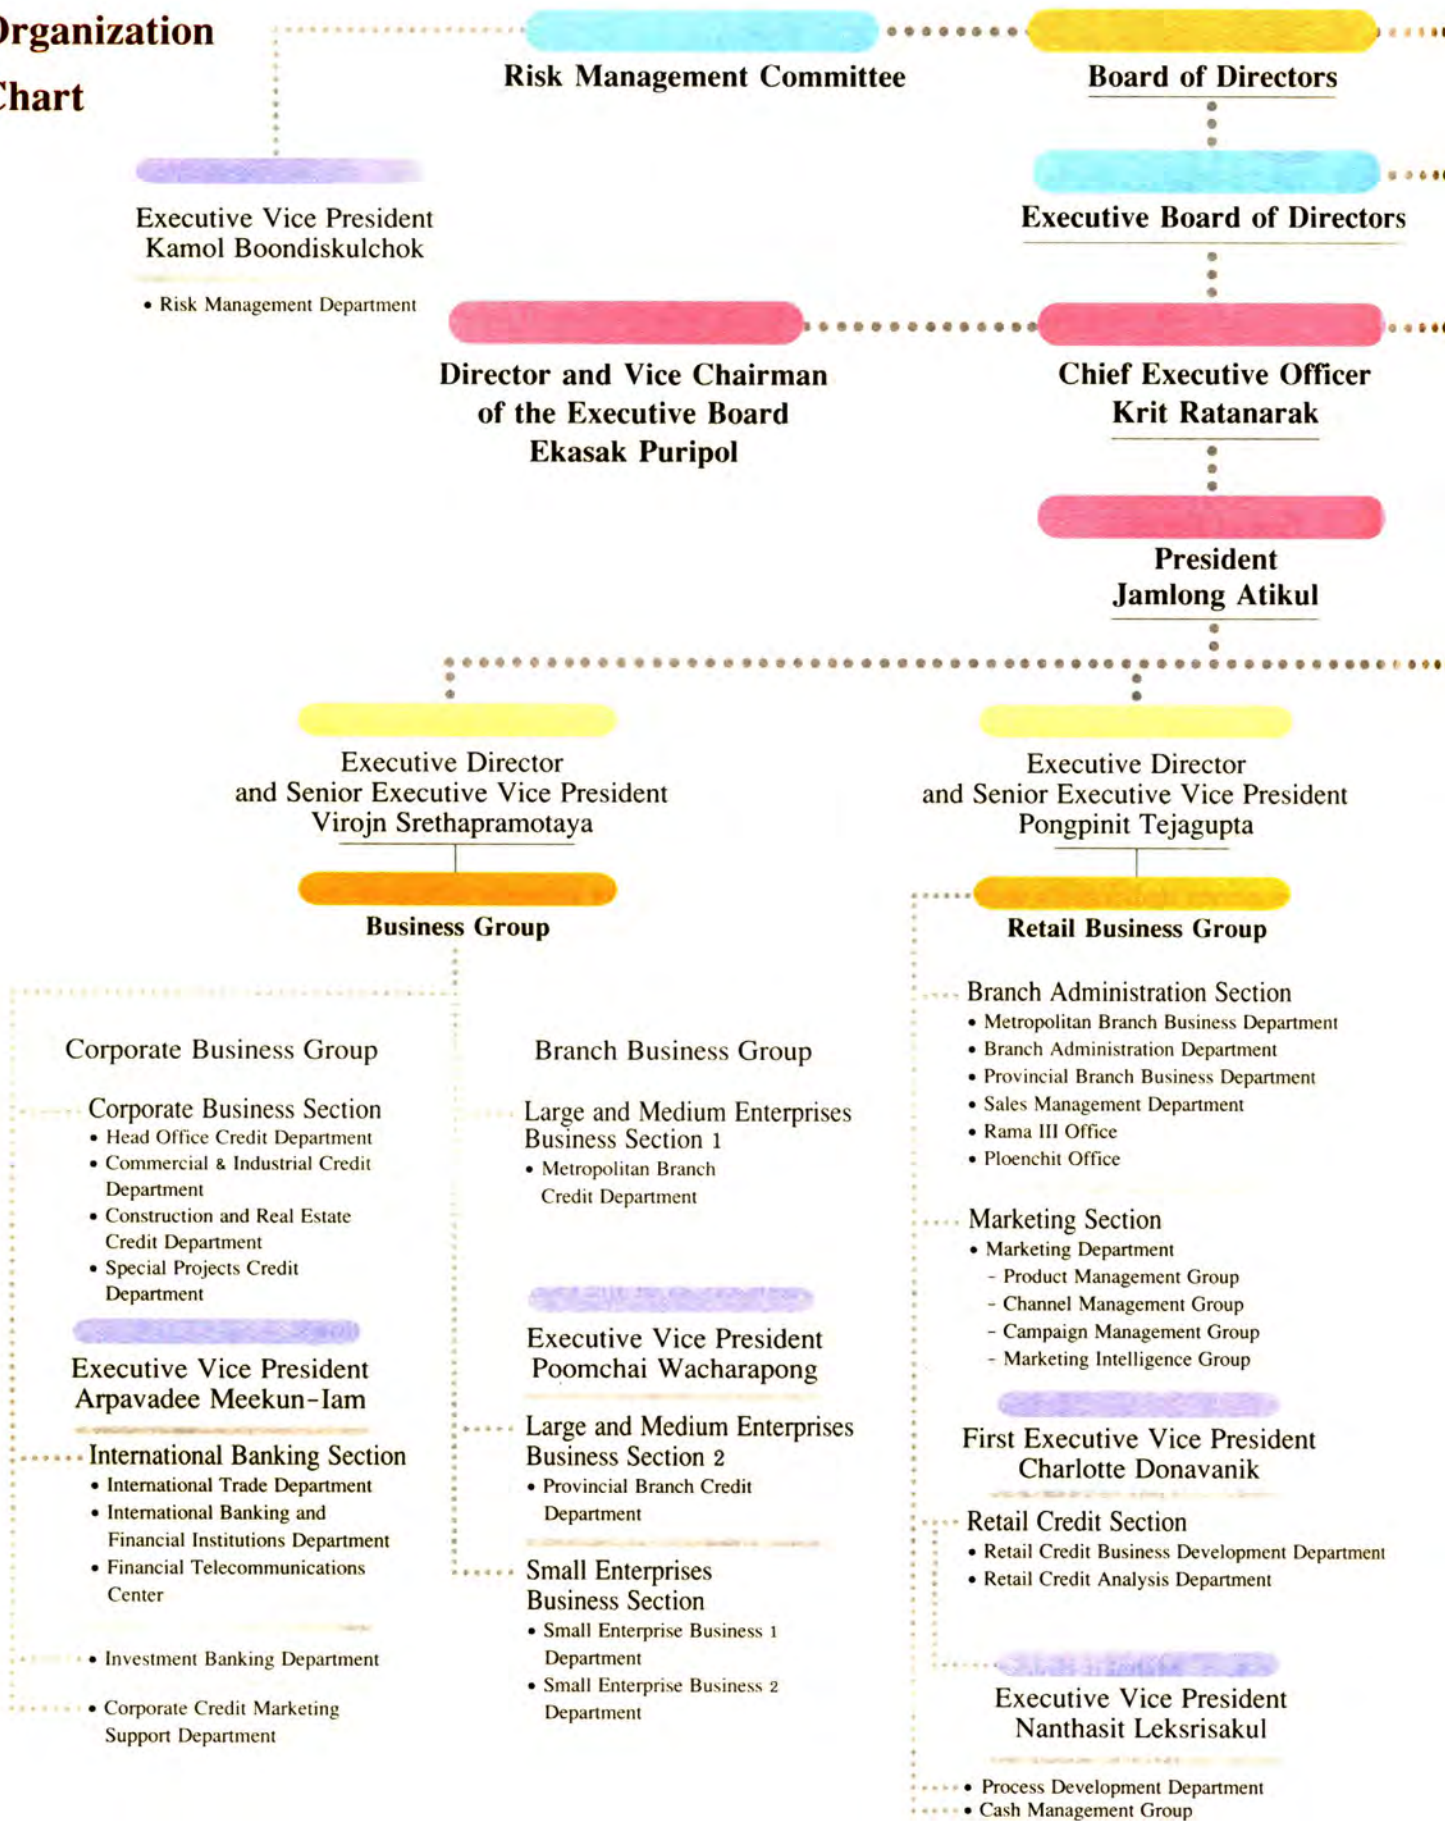 Organization
Chart
Risk Management Committee
Board of Directors
Executive Vice President
Kamol Boondiskulchok
• Risk Management Department
Executive Board of Directors
Director and Vice Chairman
of the Executive Board
Ekasak Puripol
Chief Executive Officer
Krit Ratanarak
President
Jamlong Atikul
Executive Director
and Senior Executive Vice President
Virojn Srethapramotaya
Business Group
Executive Director
and Senior Executive Vice President
Pongpinit Tejagupta
Retail Business Group
Corporate Business Group
Corporate Business Section
• Head Office Credit Department
• Commercial & Industrial Credit
Department
• Construction and Real Estate
Credit Department
• Special Projects Credit
Department
Executive Vice President
Arpavadee Meekun-Iam
International Banking Section
• International Trade Department
• International Banking and
Financial Institutions Department
• Financial Telecommunications
Center
• Investment Banking Department
• Corporate Credit Marketing
Support Department
Branch Business Group
Large and Medium Enterprises
Business Section 1
• Metropolitan Branch
Credit Department
Executive Vice President
Poomchai Wacharapong
Large and Medium Enterprises
Business Section 2
• Provincial Branch Credit
Department
Small Enterprises
Business Section
• Small Enterprise Business 1
Department
• Small Enterprise Business 2
Department
Branch Administration Section
• Metropolitan Branch Business Department
• Branch Administration Department
• Provincial Branch Business Department
• Sales Management Department
• Rama III Office
• Ploenchit Office
Marketing Section
• Marketing Department
- Product Management Group
- Channel Management Group
- Campaign Management Group
- Marketing Intelligence Group
First Executive Vice President
Charlotte Donavanik
Retail Credit Section
• Retail Credit Business Development Department
• Retail Credit Analysis Department
Executive Vice President
Nanthasit Leksrisakul
• Process Development Department
• Cash Management Group